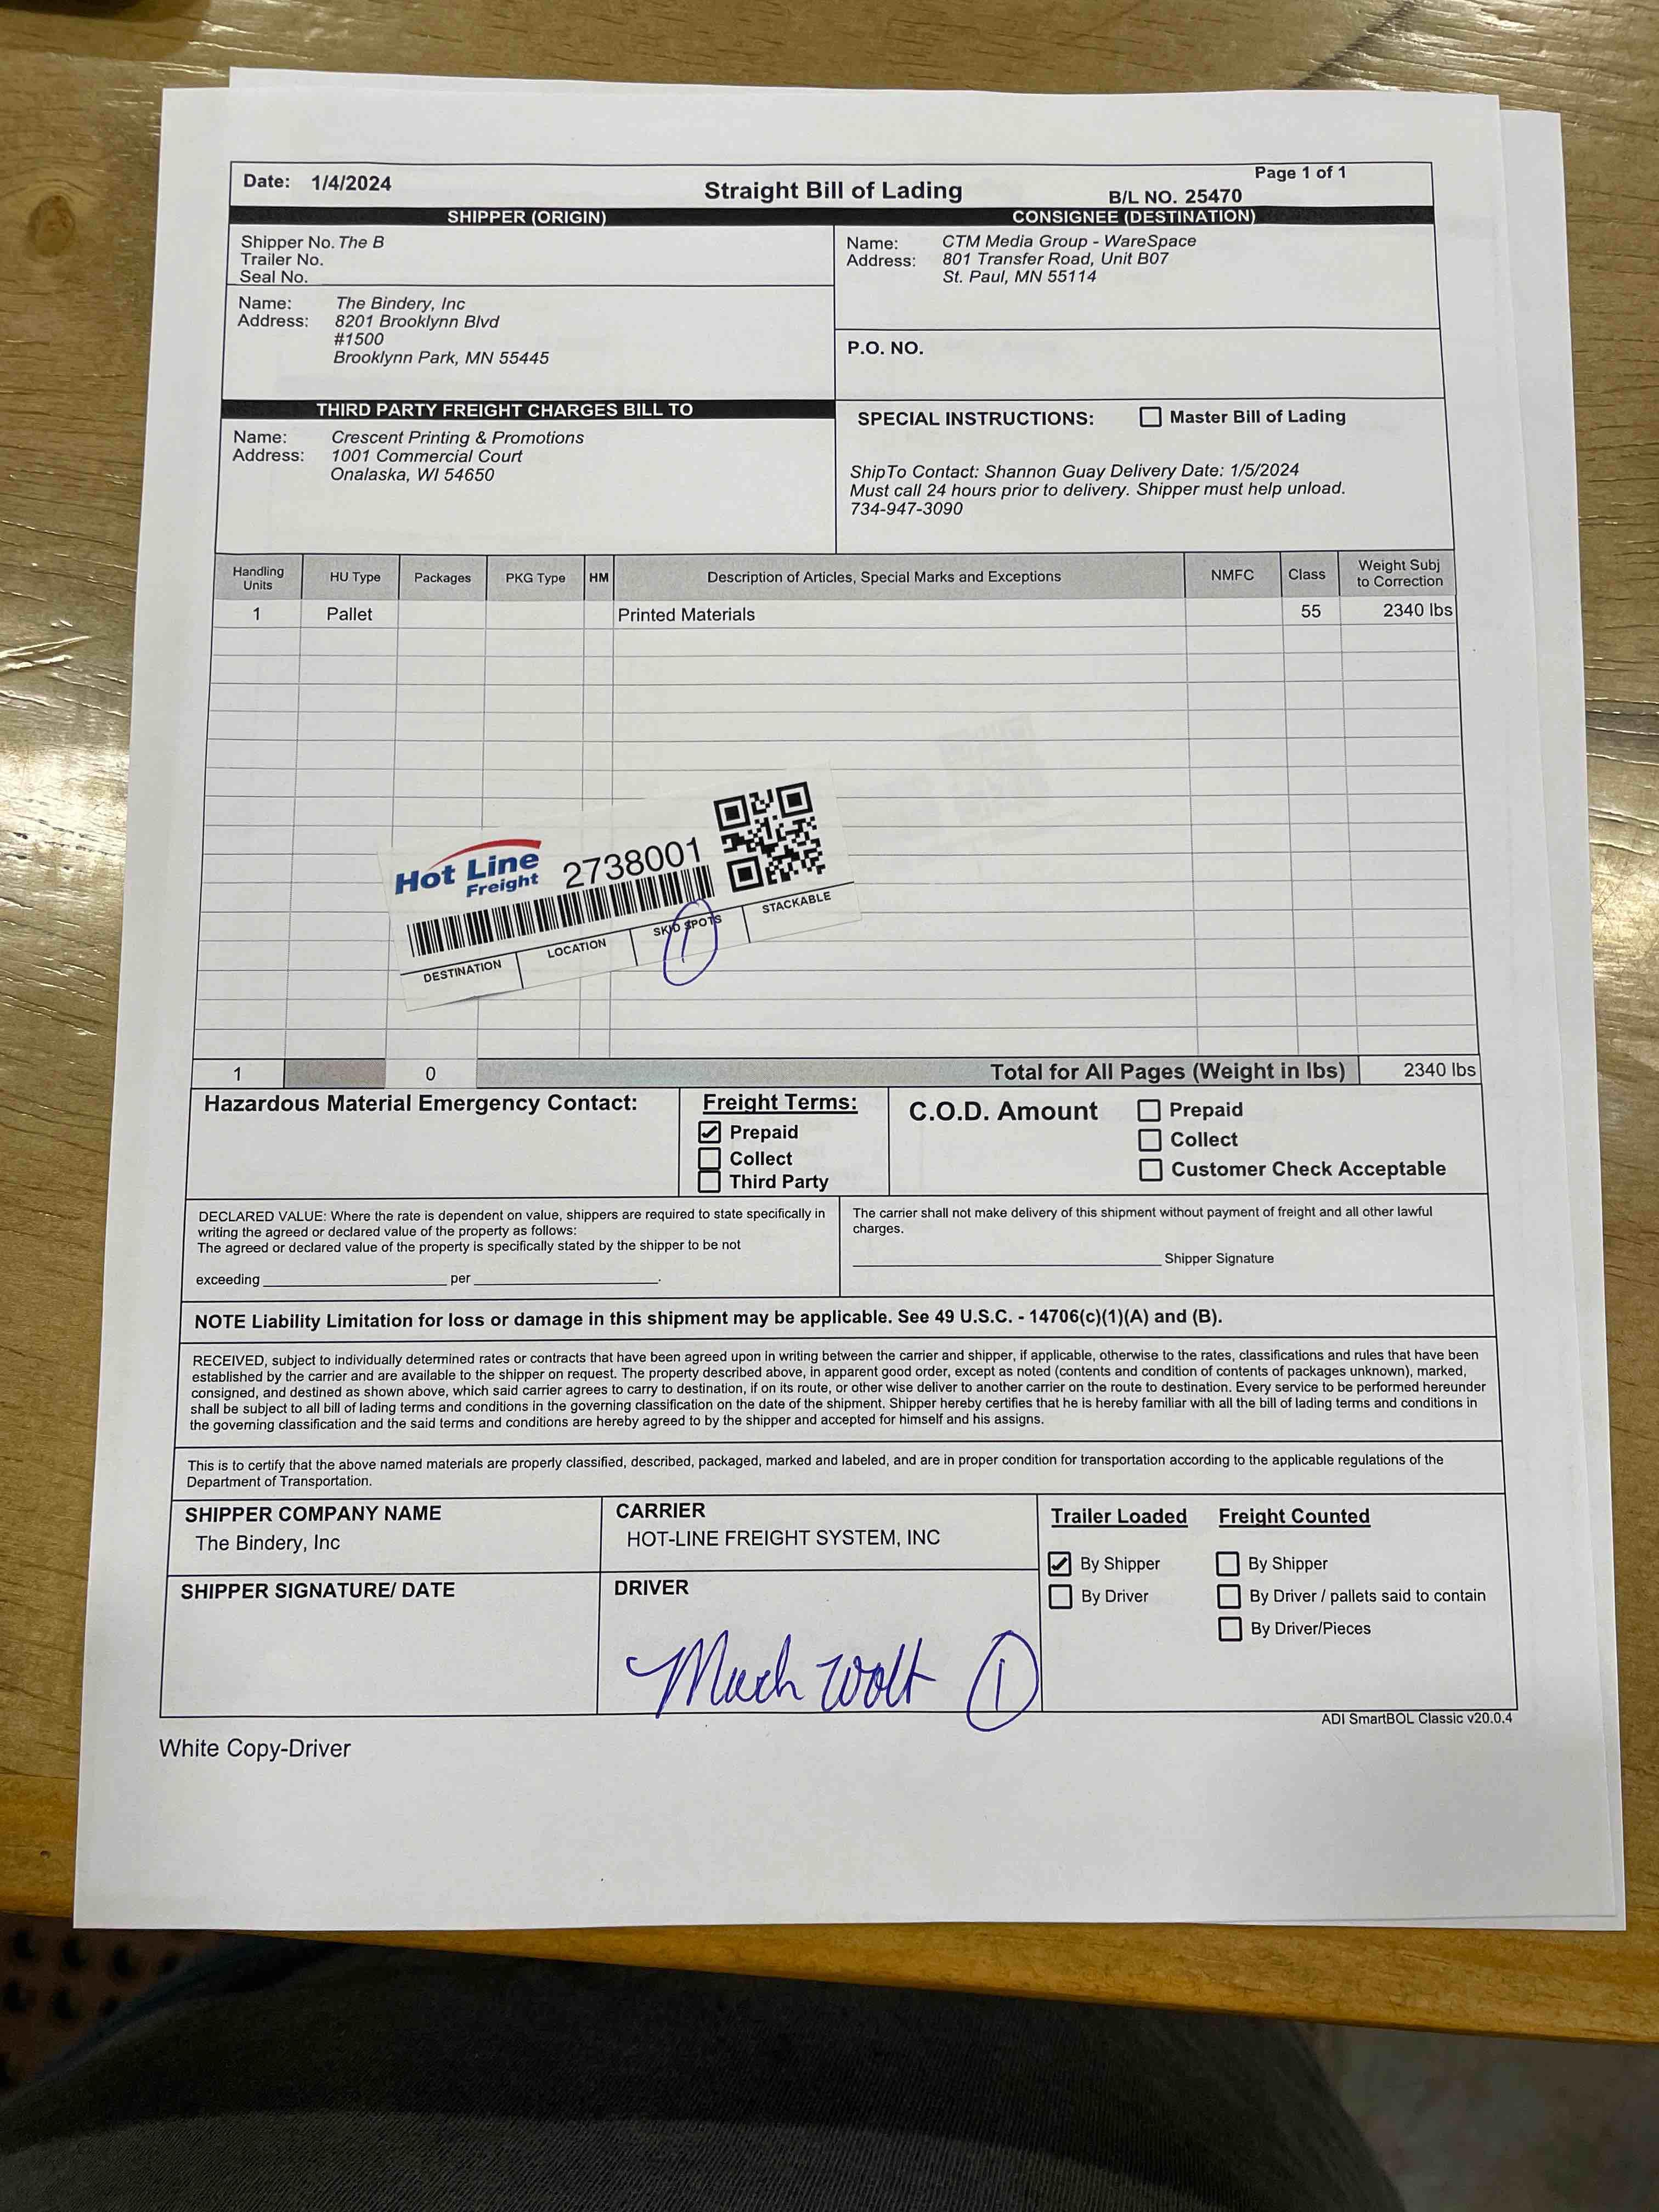 Date: 1/4/2024
Straight Bill of Lading
Page 1 of 1
B/L NO. 25470
SHIPPER (ORIGIN)
Shipper No. The B
Trailer No.
Seal No.
Name: The Bindery, Inc
Address: 8201 Brooklynn Blvd
#1500
Brooklynn Park, MN 55445
CONSIGNEE (DESTINATION)
Name: CTM Media Group - WareSpace
Address: 801 Transfer Road, Unit B07
St. Paul, MN 55114
P.O. NO.
THIRD PARTY FREIGHT CHARGES BILL TO
Name: Crescent Printing & Promotions
Address: 1001 Commercial Court
Onalaska, WI 54650
SPECIAL INSTRUCTIONS: Master Bill of Lading
ShipTo Contact: Shannon Guay Delivery Date: 1/5/2024
Must call 24 hours prior to delivery. Shipper must help unload.
734-947-3090
Handling Units HU Type Packages PKG Type HM Description of Articles, Special Marks and Exceptions NMFC Class Weight Subj to Correction
1 Pallet Printed Materials 55 2340 lbs
Hot Line
Freight
2738001
DESTINATION LOCATION SKID SPOTS STACKABLE
1
1 0 Total for All Pages (Weight in lbs) 2340 lbs
Hazardous Material Emergency Contact:
Freight Terms:
Prepaid
Collect
Third Party
C.O.D. Amount
Prepaid
Collect
Customer Check Acceptable
DECLARED VALUE: Where the rate is dependent on value, shippers are required to state specifically in
writing the agreed or declared value of the property as follows:
The agreed or declared value of the property is specifically stated by the shipper to be not
exceeding per .
The carrier shall not make delivery of this shipment without payment of freight and all other lawful
charges.
Shipper Signature
NOTE Liability Limitation for loss or damage in this shipment may be applicable. See 49 U.S.C. - 14706(c)(1)(A) and (B).
RECEIVED, subject to individually determined rates or contracts that have been agreed upon in writing between the carrier and shipper, if applicable, otherwise to the rates, classifications and rules that have been
established by the carrier and are available to the shipper on request. The property described above, in apparent good order, except as noted (contents and condition of contents of packages unknown), marked,
consigned, and destined as shown above, which said carrier agrees to carry to destination, if on its route, or other wise deliver to another carrier on the route to destination. Every service to be performed hereunder
shall be subject to all bill of lading terms and conditions in the governing classification on the date of the shipment. Shipper hereby certifies that he is hereby familiar with all the bill of lading terms and conditions in
the governing classification and the said terms and conditions are hereby agreed to by the shipper and accepted for himself and his assigns.
This is to certify that the above named materials are properly classified, described, packaged, marked and labeled, and are in proper condition for transportation according to the applicable regulations of the
Department of Transportation.
SHIPPER COMPANY NAME
The Bindery, Inc
CARRIER
HOT-LINE FREIGHT SYSTEM, INC
SHIPPER SIGNATURE/ DATE
DRIVER
1
Trailer Loaded
By Shipper
By Driver
Freight Counted
By Shipper
By Driver / pallets said to contain
By Driver/Pieces
ADI SmartBOL Classic v20.0.4
White Copy-Driver